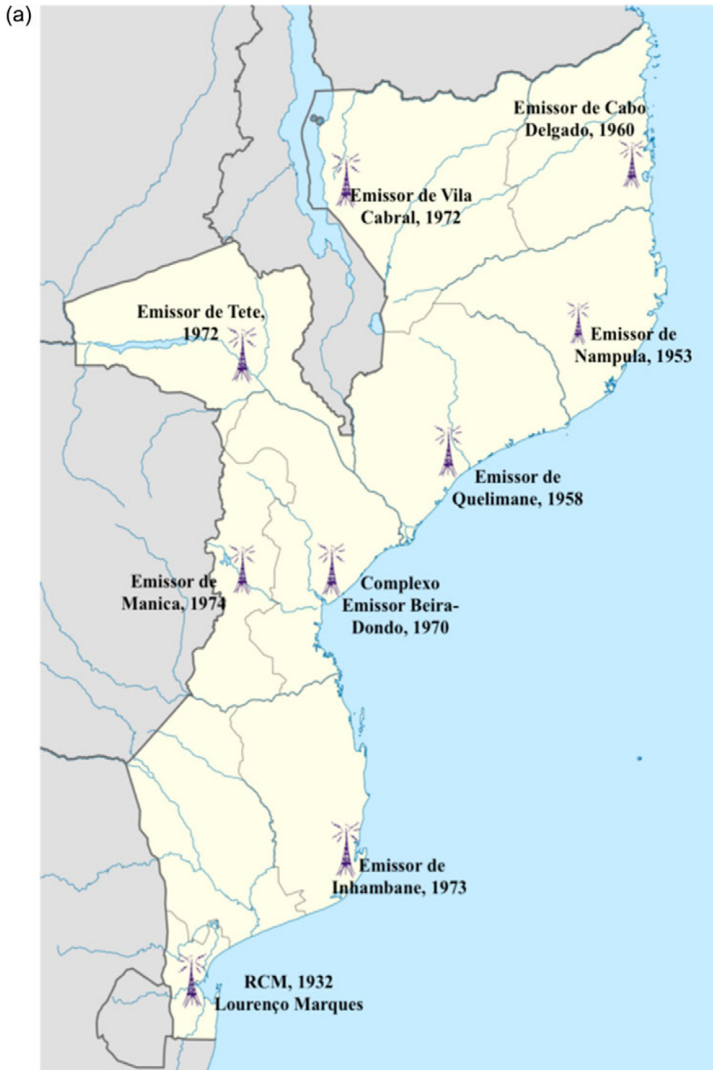 (a)
Emissor de Cabo
Delgado, 1960
Emissor de Vila
Cabral, 1972
Emissor de Tete,
1972
Emissor de
Nampula, 1953
Emissor de
Quelimane, 1958
Emissor de
Manica, 1974
Complexo
Emissor Beira-
Dondo, 1970
Emissor de
Inhambane, 1973
RCM, 1932
Lourenço Marques